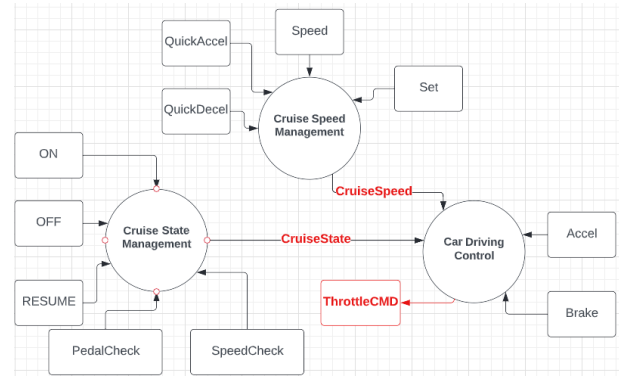 Speed
QuickAccel
Set
QuickDecel
Cruise Speed
Management
ON
CruiseSpeed
OFF
Cruise State
Management
CruiseState
Car Driving
Control
Accel
RESUME
ThrottleCMD
Brake
PedalCheck
SpeedCheck